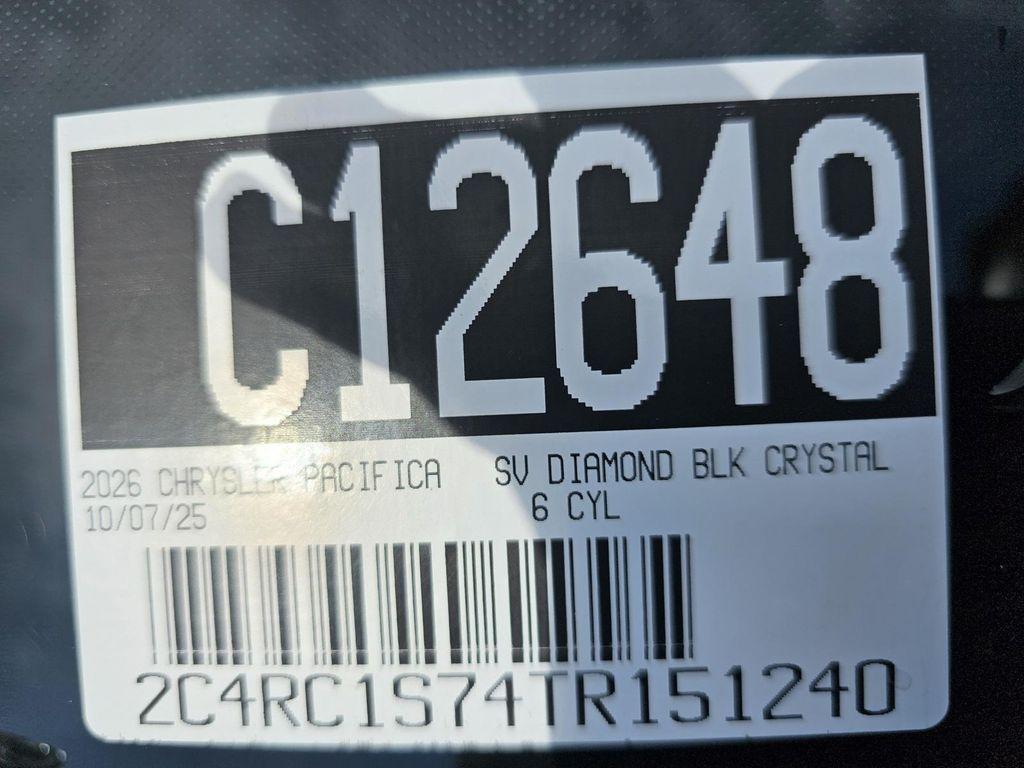 C12648
2026 CHRYSLER PACIFICA SV DIAMOND BLK CRYSTAL
10/07/25 6 CYL
2C4RC1S74TR151240